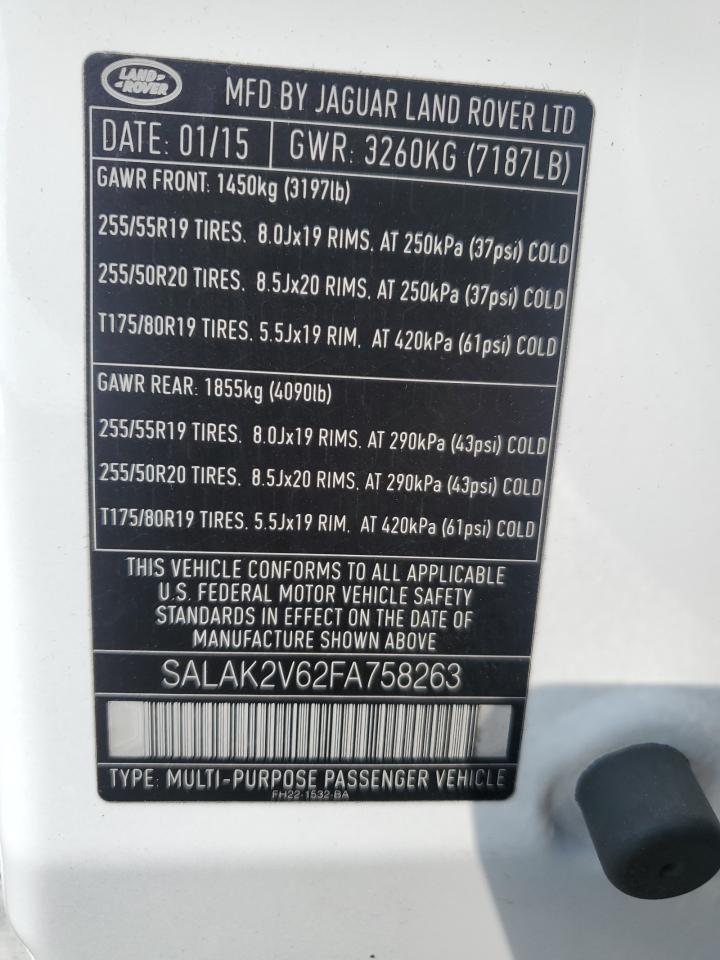 LAND-
-ROVER
MFD BY JAGUAR LAND ROVER LTD
DATE: 01/15 GWR: 3260KG (7187LB)
GAWR FRONT: 1450kg (3197lb)
255/55R19 TIRES. 8.0Jx19 RIMS. AT 250kPa (37psi) COLD
255/50R20 TIRES. 8.5Jx20 RIMS. AT 250kPa (37psi) COLD
T175/80R19 TIRES. 5.5Jx19 RIM. AT 420kPa (61psi) COLD
GAWR REAR: 1855kg (4090lb)
255/55R19 TIRES. 8.0Jx19 RIMS. AT 290kPa (43psi) COLD
255/50R20 TIRES. 8.5Jx20 RIMS. AT 290kPa (43psi) COLD
T175/80R19 TIRES. 5.5Jx19 RIM. AT 420kPa (61psi) COLD
THIS VEHICLE CONFORMS TO ALL APPLICABLE
U.S. FEDERAL MOTOR VEHICLE SAFETY
STANDARDS IN EFFECT ON THE DATE OF
MANUFACTURE SHOWN ABOVE
SALAK2V62FA758263
TYPE: MULTI-PURPOSE PASSENGER VEHICLE
FH22-1532-BA